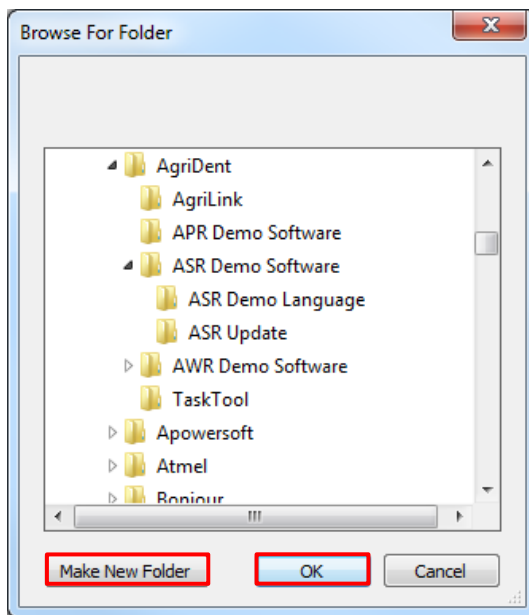 Browse For Folder
AgriDent
AgriLink
APR Demo Software
ASR Demo Software
ASR Demo Language
ASR Update
AWR Demo Software
TaskTool
Apowersoft
Atmel
Bonjour
Make New Folder OK Cancel